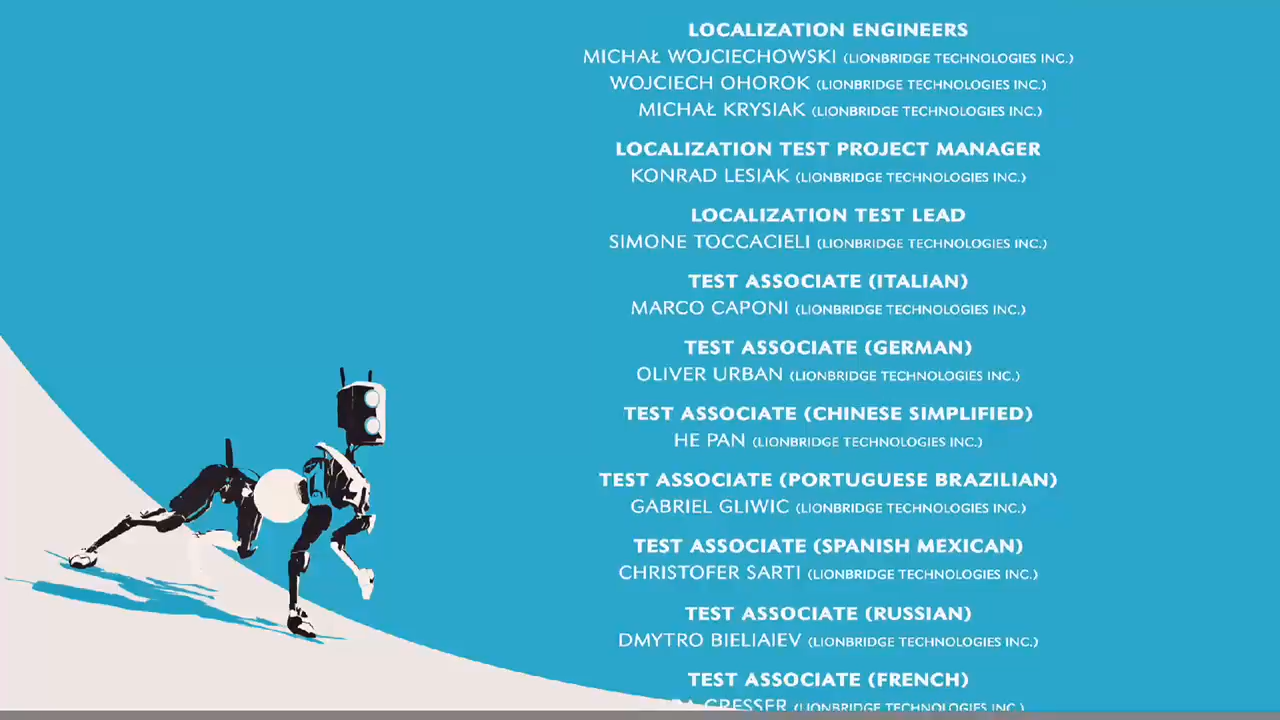 LOCALIZATION ENGINEERS
MICHAŁ WOJCIECHOWSKI (LIONBRIDGE TECHNOLOGIES INC.)
WOJCIECH OHOROK (LIONBRIDGE TECHNOLOGIES INC.)
MICHAŁ KRYSIAK (LIONBRIDGE TECHNOLOGIES INC.)
LOCALIZATION TEST PROJECT MANAGER
KONRAD LESIAK (LIONBRIDGE TECHNOLOGIES INC.)
LOCALIZATION TEST LEAD
SIMONE TOCCACIELI (LIONBRIDGE TECHNOLOGIES INC.)
TEST ASSOCIATE (ITALIAN)
MARCO CAPONI (LIONBRIDGE TECHNOLOGIES INC.)
TEST ASSOCIATE (GERMAN)
OLIVER URBAN (LIONBRIDGE TECHNOLOGIES INC.)
TEST ASSOCIATE (CHINESE SIMPLIFIED)
HE PAN (LIONBRIDGE TECHNOLOGIES INC.)
TEST ASSOCIATE (PORTUGUESE BRAZILIAN)
GABRIEL GLIWIC (LIONBRIDGE TECHNOLOGIES INC.)
TEST ASSOCIATE (SPANISH MEXICAN)
CHRISTOFER SARTI (LIONBRIDGE TECHNOLOGIES INC.)
TEST ASSOCIATE (RUSSIAN)
DMYTRO BIELIAIEV (LIONBRIDGE TECHNOLOGIES INC.)
TEST ASSOCIATE (FRENCH)
GRESSER (LIONBRIDGE TECHNOLOGIES INC.)